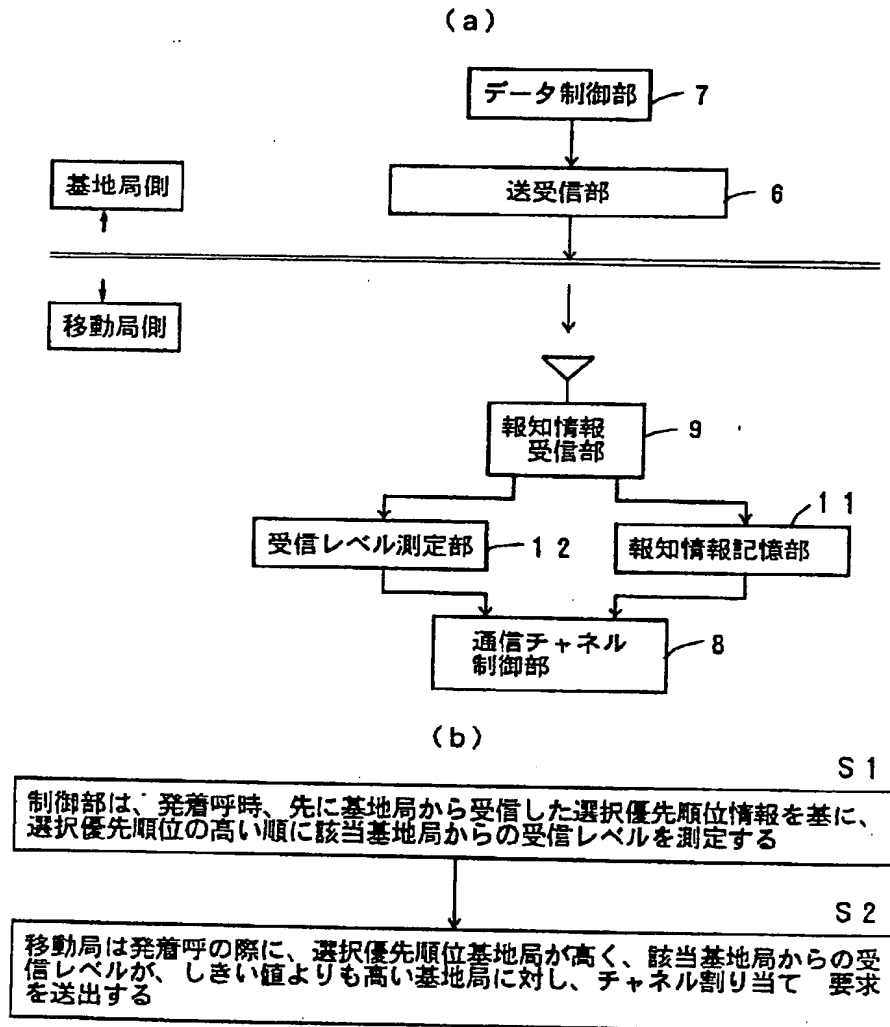 (a)
データ制御部 7
基地局側
送受信部 6
移動局側
報知情報
受信部 9
11
受信レベル測定部 12
報知情報記憶部
通信チャネル
制御部 8
(b)
S1
制御部は、発着呼時、先に基地局から受信した選択優先順位情報を基に、
選択優先順位の高い順に該当基地局からの受信レベルを測定する
S2
移動局は発着呼の際に、選択優先順位基地局が高く、該当基地局からの受
信レベルが、しきい値よりも高い基地局に対し、チャネル割り当て 要求
を送出する